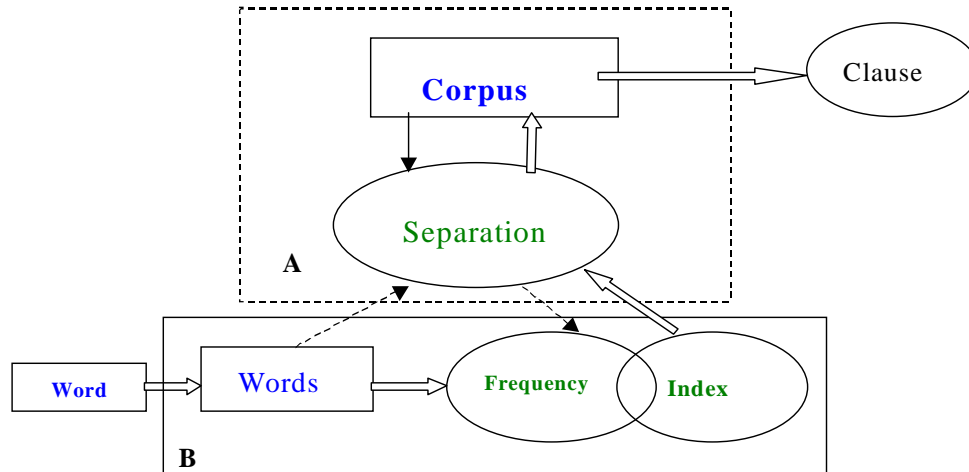 Corpus
Clause
Separation
A
Word
Words
Frequency
Index
B